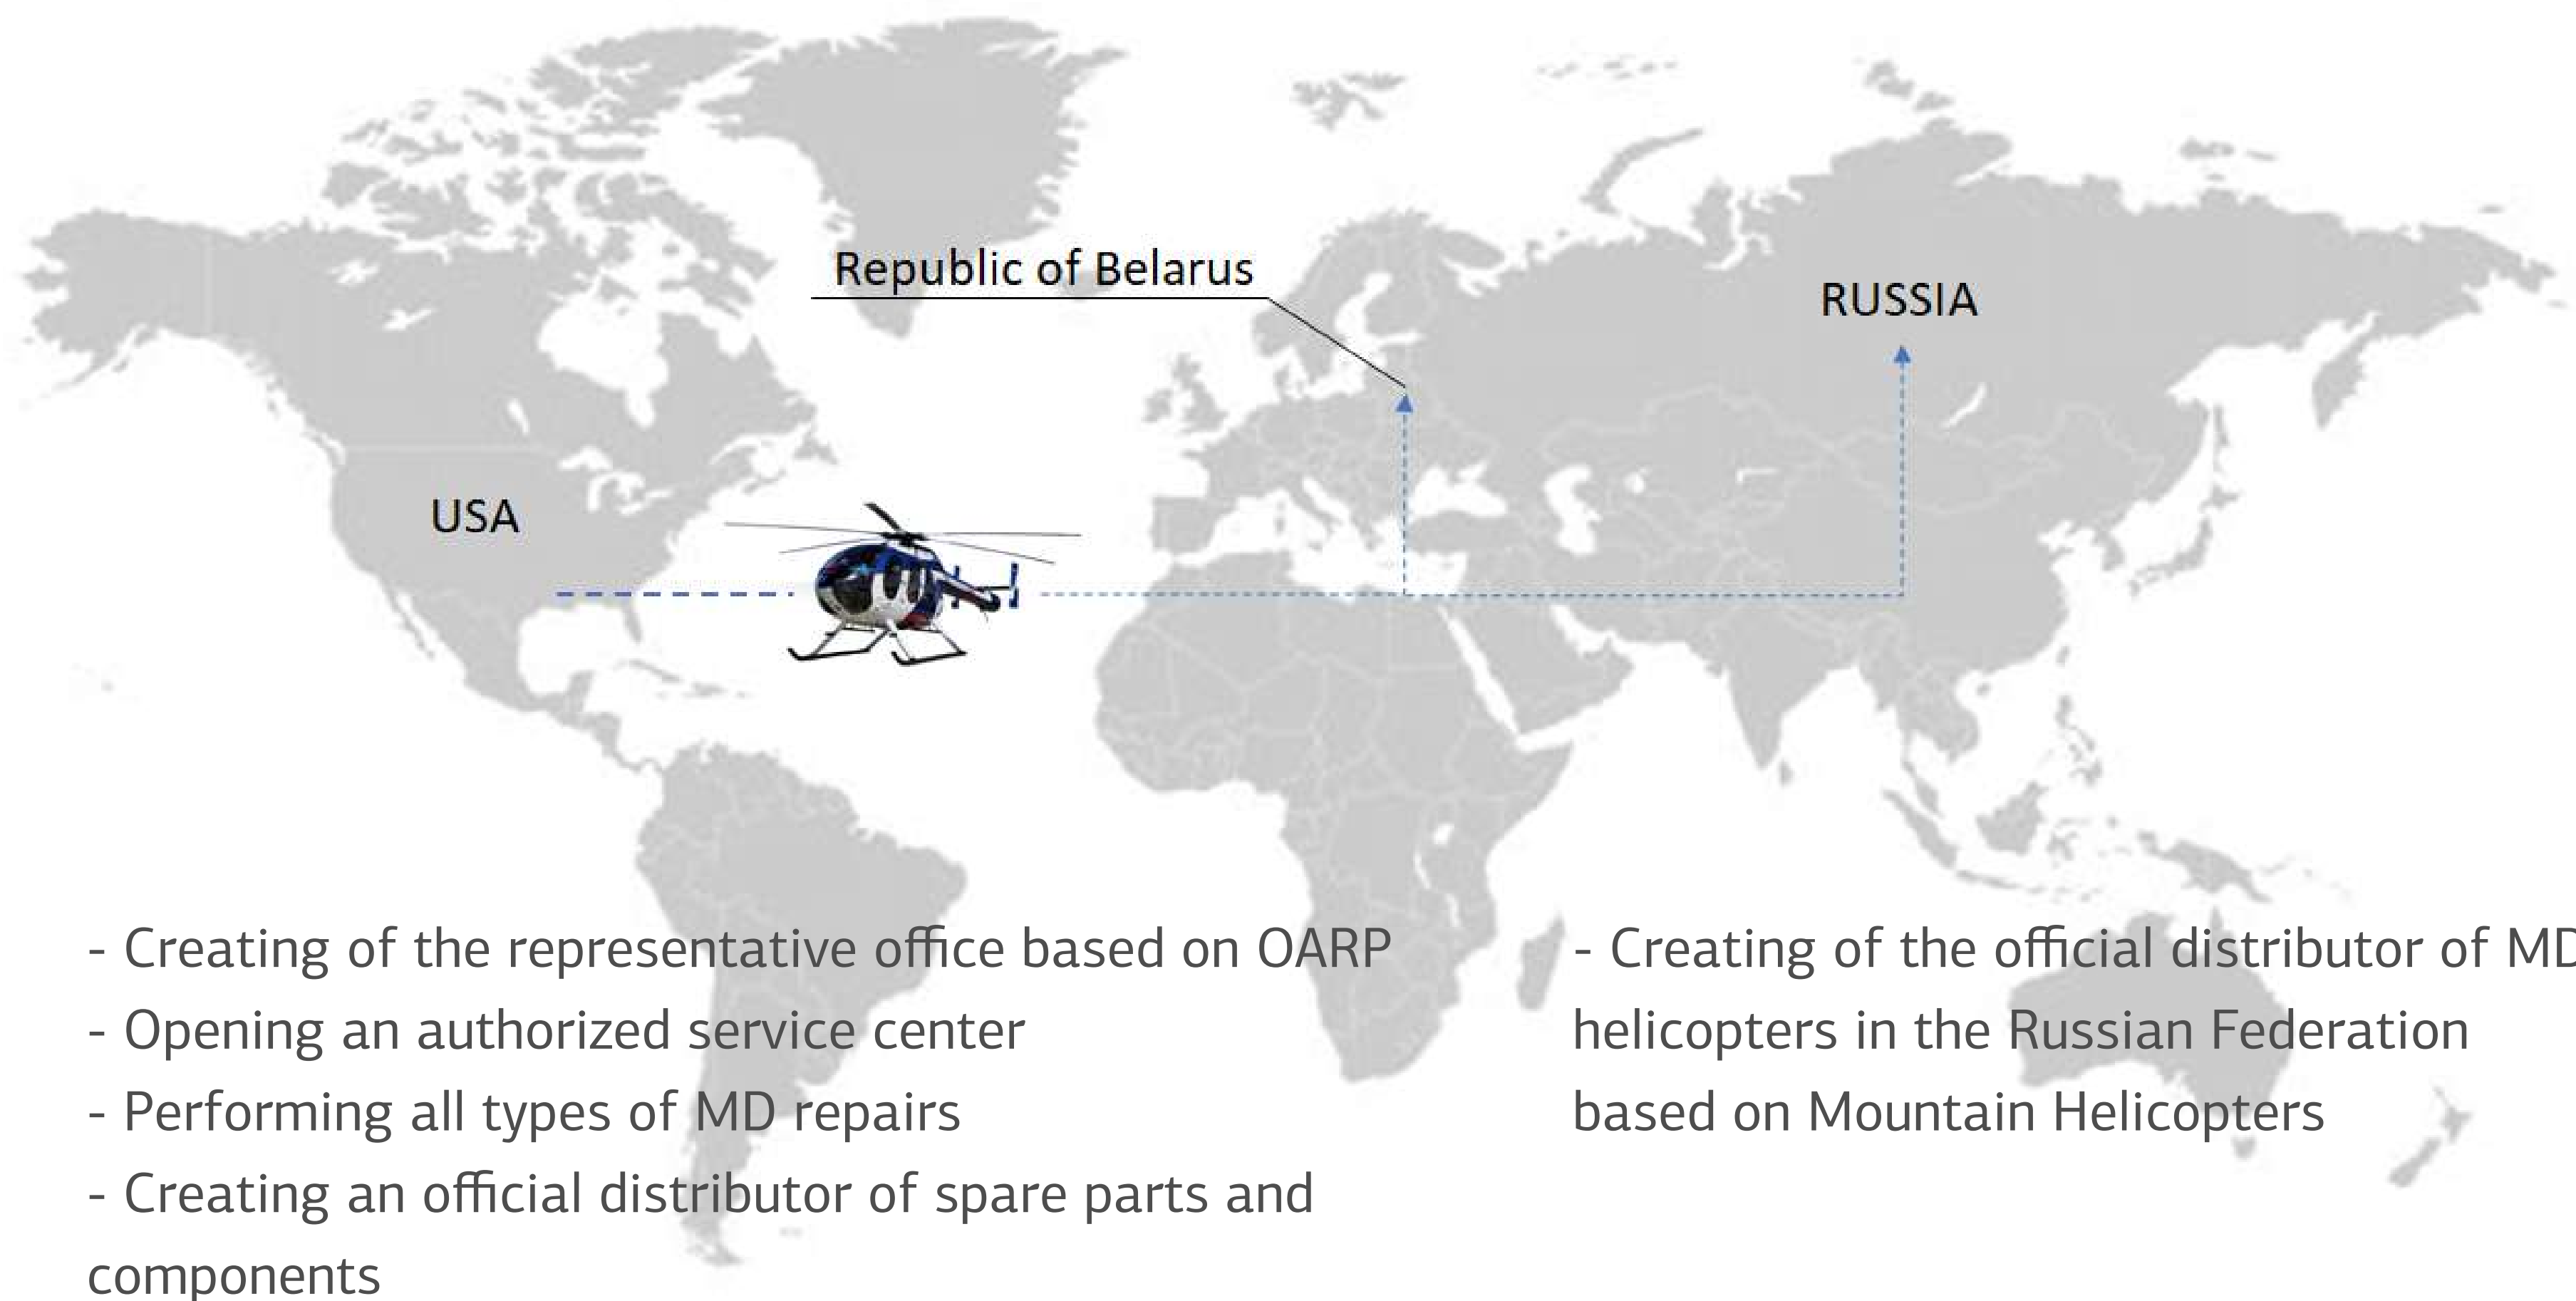 Republic of Belarus
RUSSIA
USA
- Creating of the representative office based on OARP
- Opening an authorized service center
- Performing all types of MD repairs
- Creating an official distributor of spare parts and
components
- Creating of the official distributor of MD
helicopters in the Russian Federation
based on Mountain Helicopters